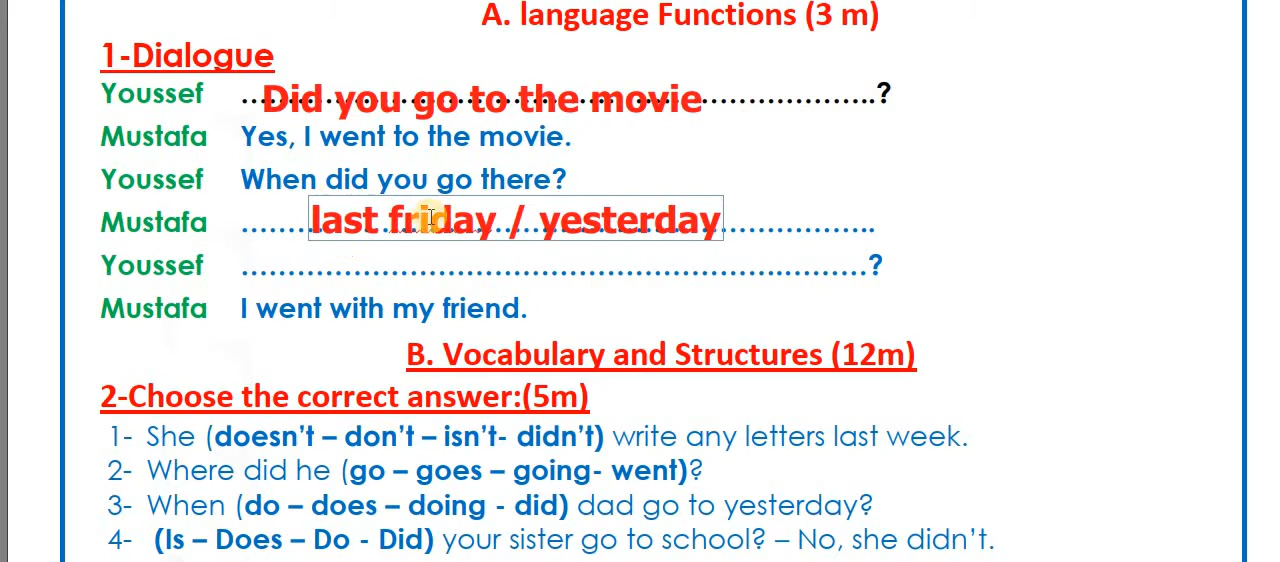 A. language Functions (3 m)
1-Dialogue
Youssef ……Did you go to the movie……?
Mustafa Yes, I went to the movie.
Youssef When did you go there?
Mustafa ……last friday / yesterday……..
Youssef ………………………………………………………………?
Mustafa I went with my friend.
B. Vocabulary and Structures (12m)
2-Choose the correct answer:(5m)
1- She (doesn’t – don’t – isn’t- didn’t) write any letters last week.
2- Where did he (go – goes – going- went)?
3- When (do – does – doing - did) dad go to yesterday?
4- (Is – Does – Do - Did) your sister go to school? – No, she didn’t.